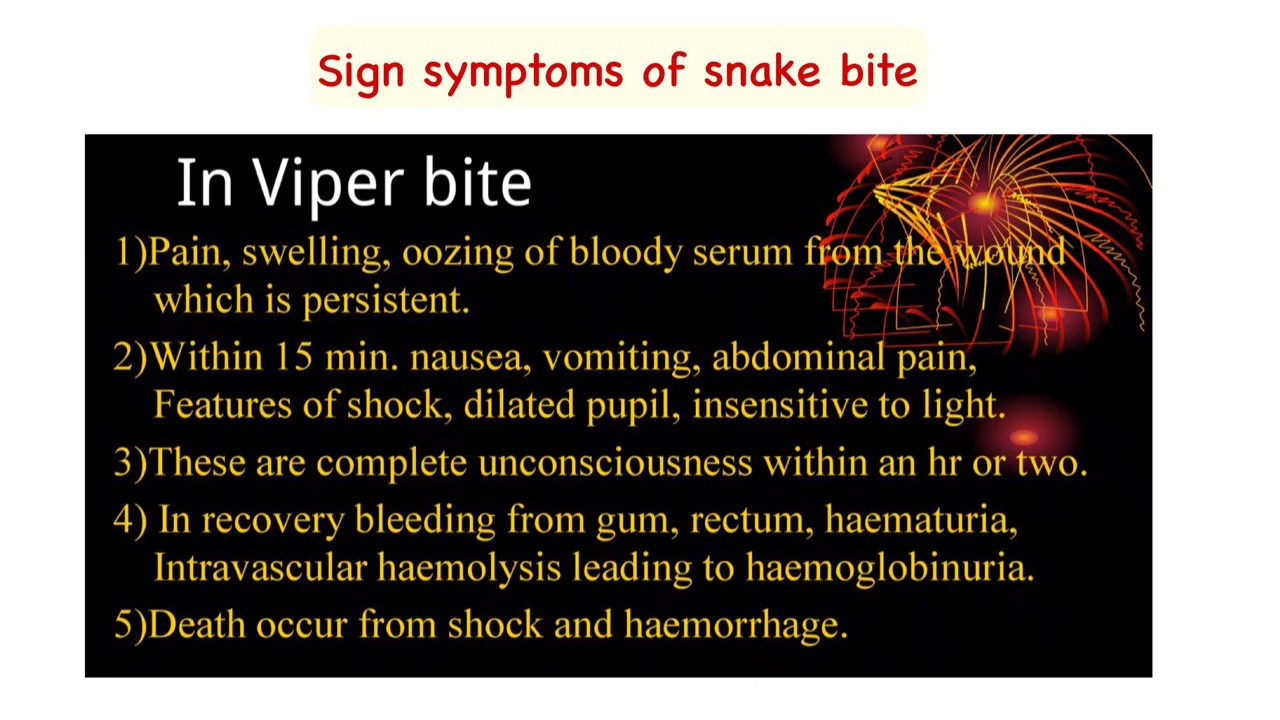 Sign symptoms of snake bite
In Viper bite
1)Pain, swelling, oozing of bloody serum from the wound
which is persistent.
2)Within 15 min. nausea, vomiting, abdominal pain,
Features of shock, dilated pupil, insensitive to light.
3)These are complete unconsciousness within an hr or two.
4) In recovery bleeding from gum, rectum, haematuria,
Intravascular haemolysis leading to haemoglobinuria.
5)Death occur from shock and haemorrhage.